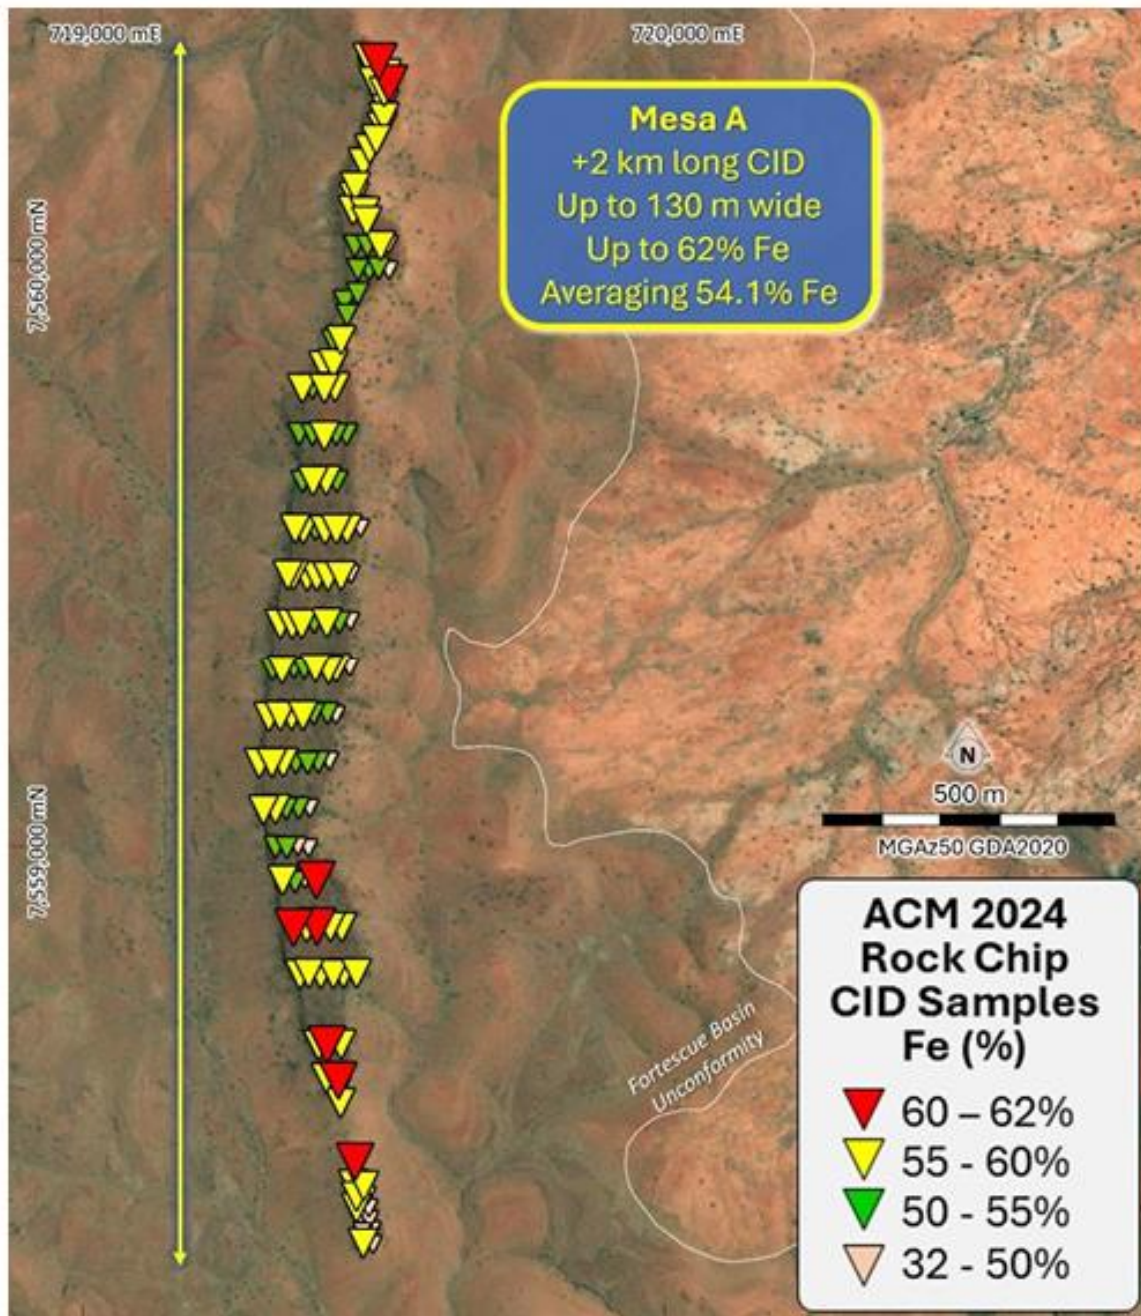 719,000 mE
720,000 mE
Mesa A
+2 km long CID
Up to 130 m wide
Up to 62% Fe
Averaging 54.1% Fe
7,560,000 mN
7,559,000 mN
N
500 m
MGAz50 GDA2020
Fortescue Basin
Unconformity
ACM 2024
Rock Chip
CID Samples
Fe (%)
60 – 62%
55 - 60%
50 - 55%
32 - 50%